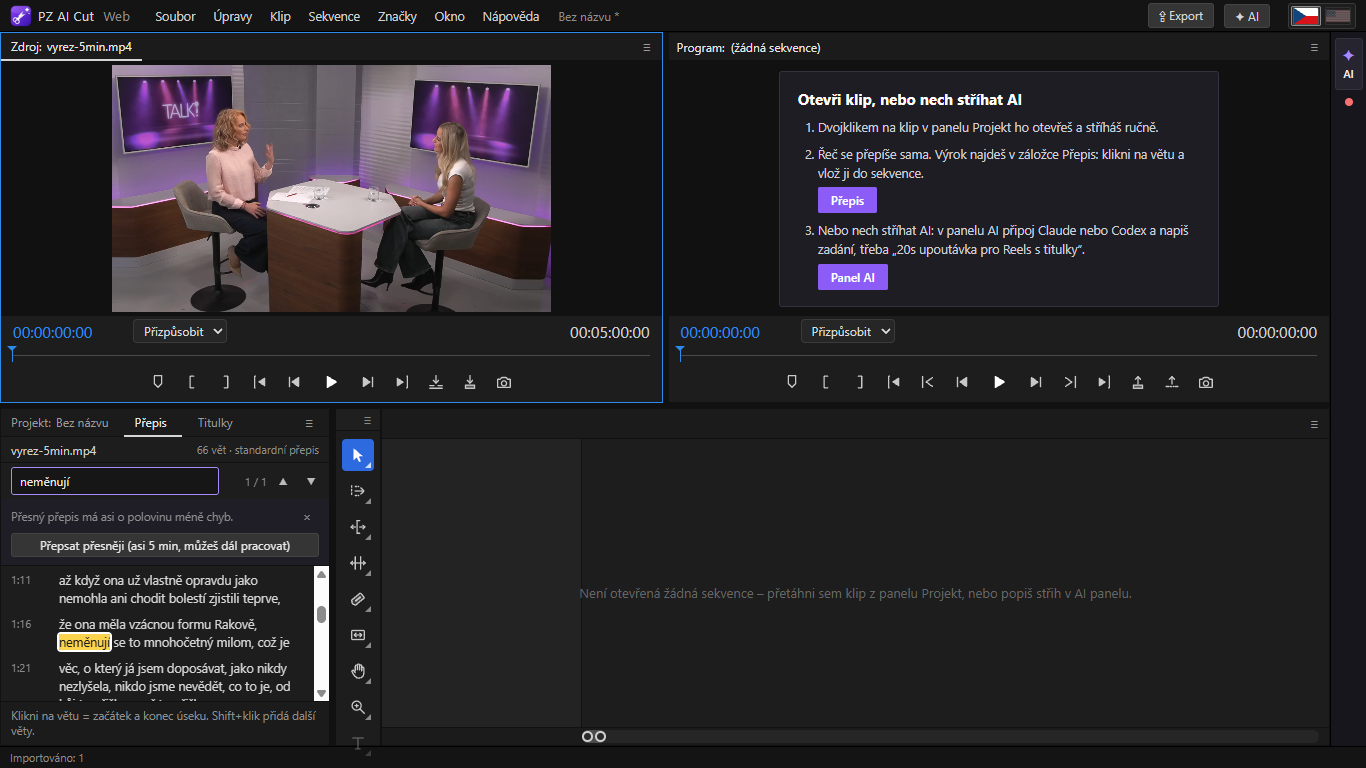 PZ AI Cut Web Soubor Úpravy Klip Sekvence Značky Okno Nápověda Bez názvu *
Export
AI
Zdroj: vyrez-5min.mp4
TALK!
00:00:00:00
Přizpůsobit
00:05:00:00
Program: (žádná sekvence)
Otevři klip, nebo nech stříhat AI
1. Dvojklikem na klip v panelu Projekt ho otevřeš a stříháš ručně.
2. Řeč se přepíše sama. Výrok najdeš v záložce Přepis: klikni na větu a
vlož ji do sekvence.
Přepis
3. Nebo nech stříhat AI: v panelu AI připoj Claude nebo Codex a napiš
zadání, třeba „20s upoutávka pro Reels s titulky“.
Panel AI
00:00:00:00
Přizpůsobit
00:00:00:00
AI
Projekt: Bez názvu Přepis Titulky
vyrez-5min.mp4 66 vět · standardní přepis
neměnují 1 / 1
Přesný přepis má asi o polovinu méně chyb. ×
Přepsat přesněji (asi 5 min, můžeš dál pracovat)
1:11 až když ona už vlastně opravdu jako
nemohla ani chodit bolestí zjistili teprve,
1:16 že ona měla vzácnou formu Rakově,
neměnují se to mnohočetný milom, což je
1:21 věc, o který já jsem doposávat, jako nikdy
nezlyšela, nikdo jsme nevědět, co to je, od
Klikni na větu = začátek a konec úseku. Shift+klik přidá další
věty.
Není otevřená žádná sekvence – přetáhni sem klip z panelu Projekt, nebo popiš střih v AI panelu.
Importováno: 1